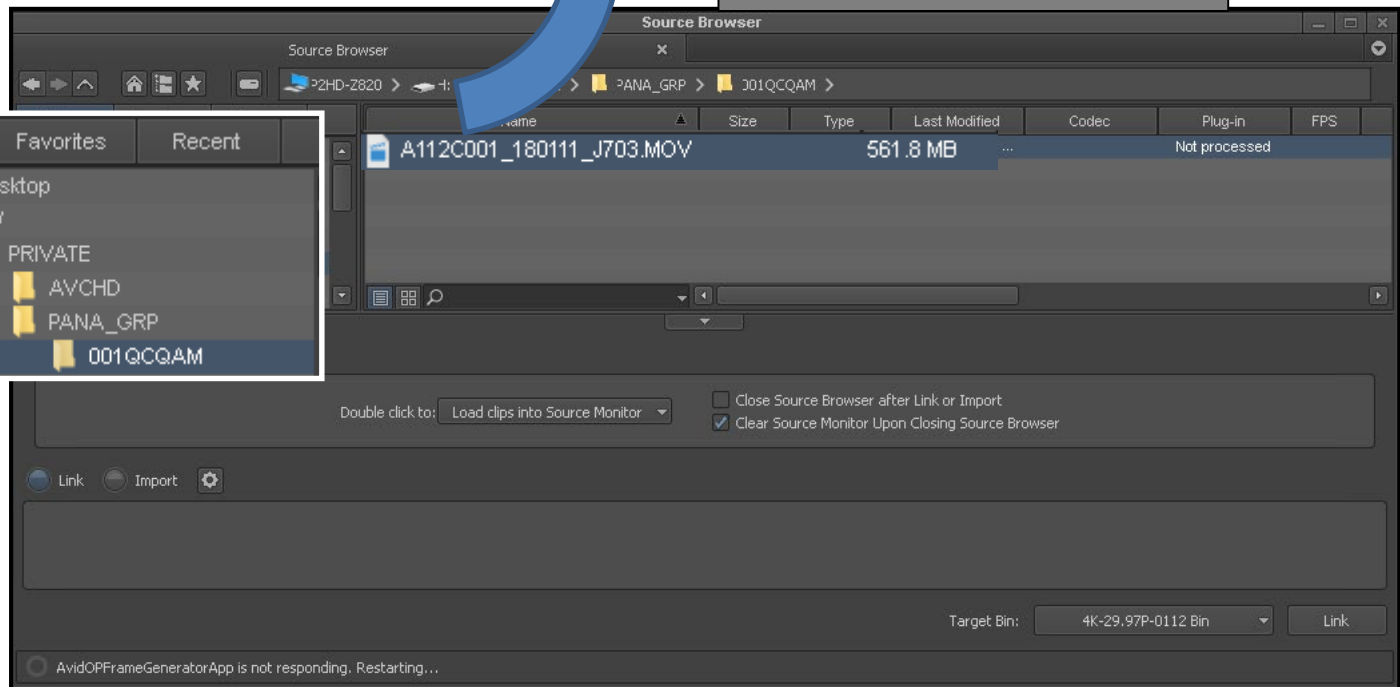 Source Browser
Source Browser
P2HD-Z820 > > PANA_GRP > 001QCQAM >
Name Size Type Last Modified Codec Plug-in FPS
Favorites Recent
A112C001_180111_J703.MOV 561.8 MB ... Not processed
sktop
PRIVATE
AVCHD
PANA_GRP
001QCQAM
Double click to: Load clips into Source Monitor
Close Source Browser after Link or Import
Clear Source Monitor Upon Closing Source Browser
Link Import
Target Bin: 4K-29.97P-0112 Bin Link
AvidOPFrameGeneratorApp is not responding. Restarting...